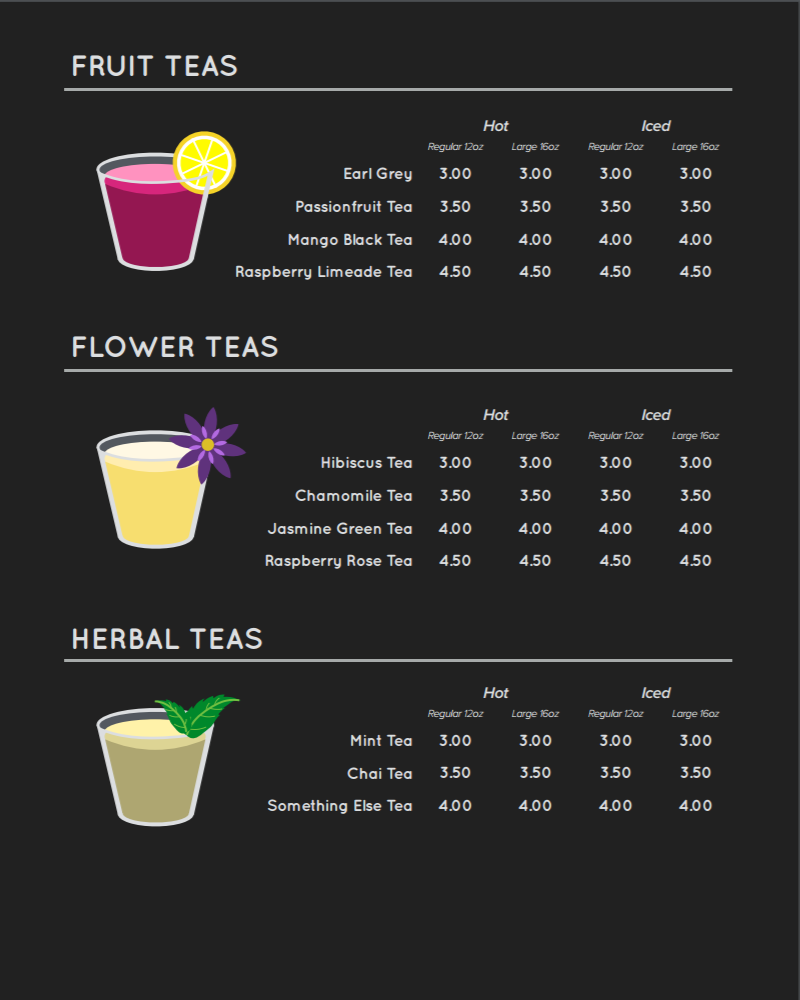 FRUIT TEAS
Hot Iced
Regular 12oz Large 16oz Regular 12oz Large 16oz
Earl Grey 3.00 3.00 3.00 3.00
Passionfruit Tea 3.50 3.50 3.50 3.50
Mango Black Tea 4.00 4.00 4.00 4.00
Raspberry Limeade Tea 4.50 4.50 4.50 4.50
FLOWER TEAS
Hot Iced
Regular 12oz Large 16oz Regular 12oz Large 16oz
Hibiscus Tea 3.00 3.00 3.00 3.00
Chamomile Tea 3.50 3.50 3.50 3.50
Jasmine Green Tea 4.00 4.00 4.00 4.00
Raspberry Rose Tea 4.50 4.50 4.50 4.50
HERBAL TEAS
Hot Iced
Regular 12oz Large 16oz Regular 12oz Large 16oz
Mint Tea 3.00 3.00 3.00 3.00
Chai Tea 3.50 3.50 3.50 3.50
Something Else Tea 4.00 4.00 4.00 4.00